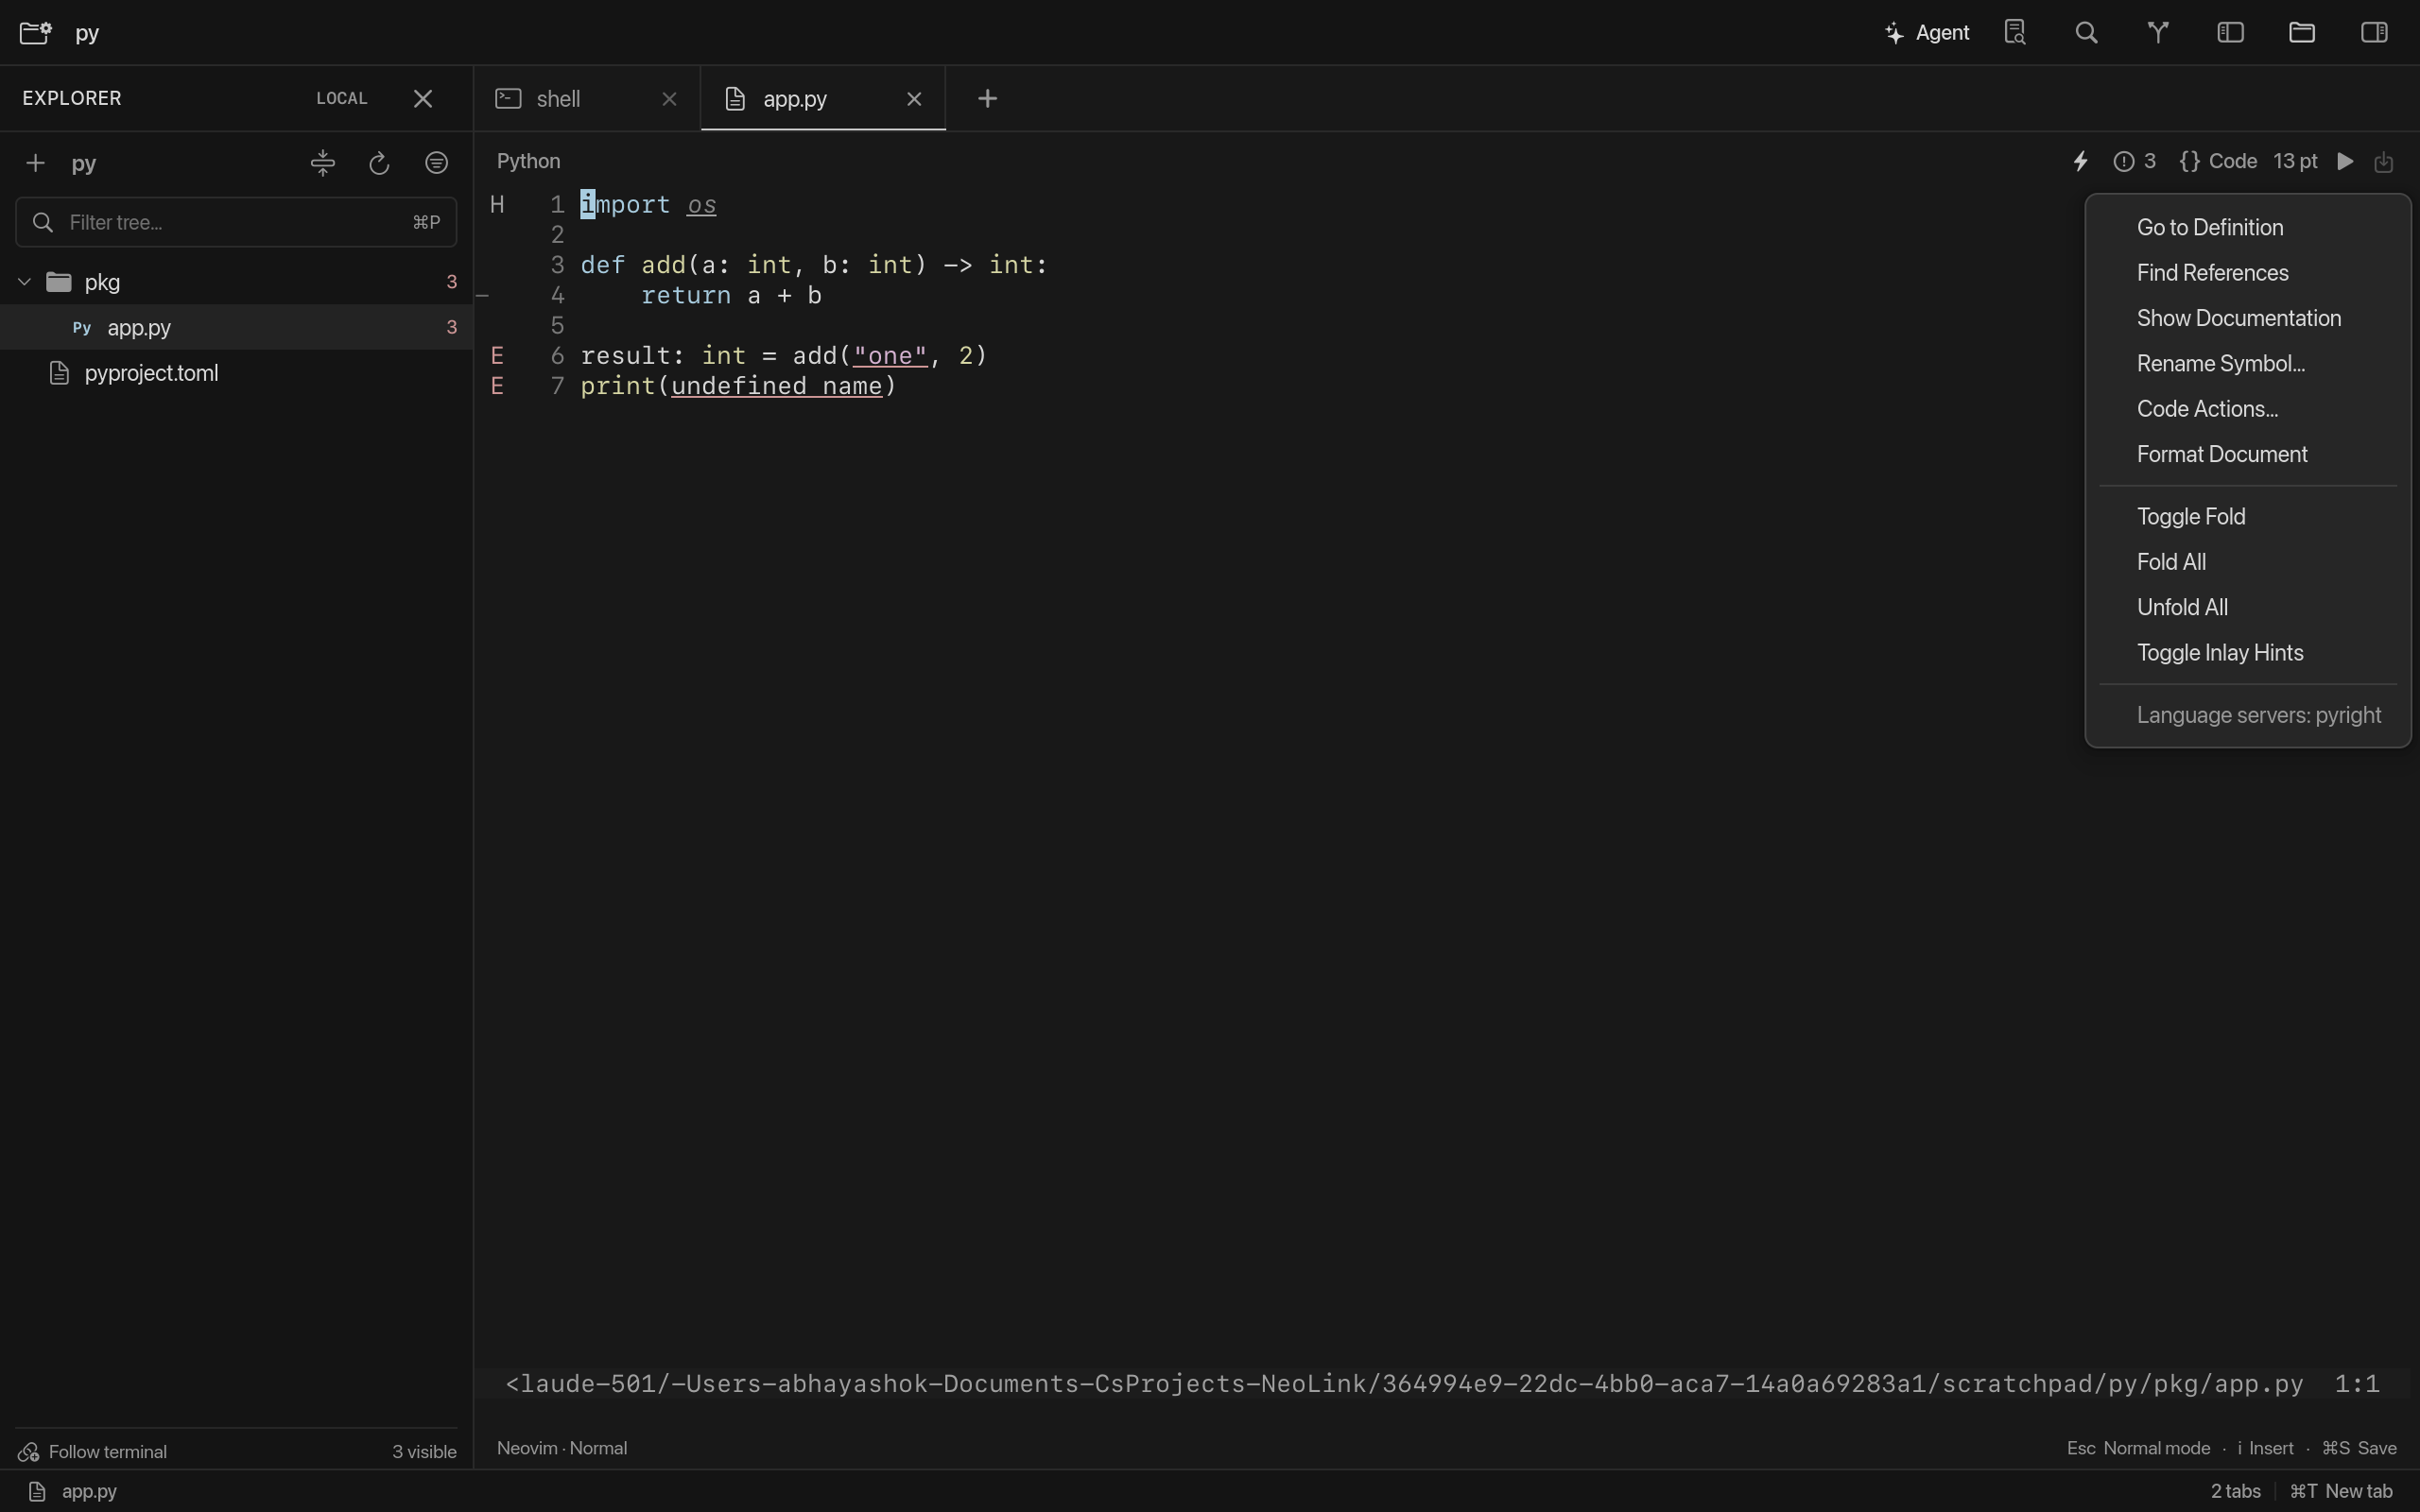 py
Agent
EXPLORER LOCAL
shell
app.py
py
Filter tree... ⌘P
pkg 3
Py app.py 3
pyproject.toml
Python
3 {} Code 13 pt
H 1 import os
2
3 def add(a: int, b: int) -> int:
4     return a + b
5
E 6 result: int = add("one", 2)
E 7 print(undefined_name)
Go to Definition
Find References
Show Documentation
Rename Symbol...
Code Actions...
Format Document
Toggle Fold
Fold All
Unfold All
Toggle Inlay Hints
Language servers: pyright
<laude-501/-Users-abhayashok-Documents-CsProjects-NeoLink/364994e9-22dc-4bb0-aca7-14a0a69283a1/scratchpad/py/pkg/app.py 1:1
Follow terminal 3 visible
Neovim · Normal
Esc Normal mode · i Insert · ⌘S Save
app.py
2 tabs ⌘T New tab